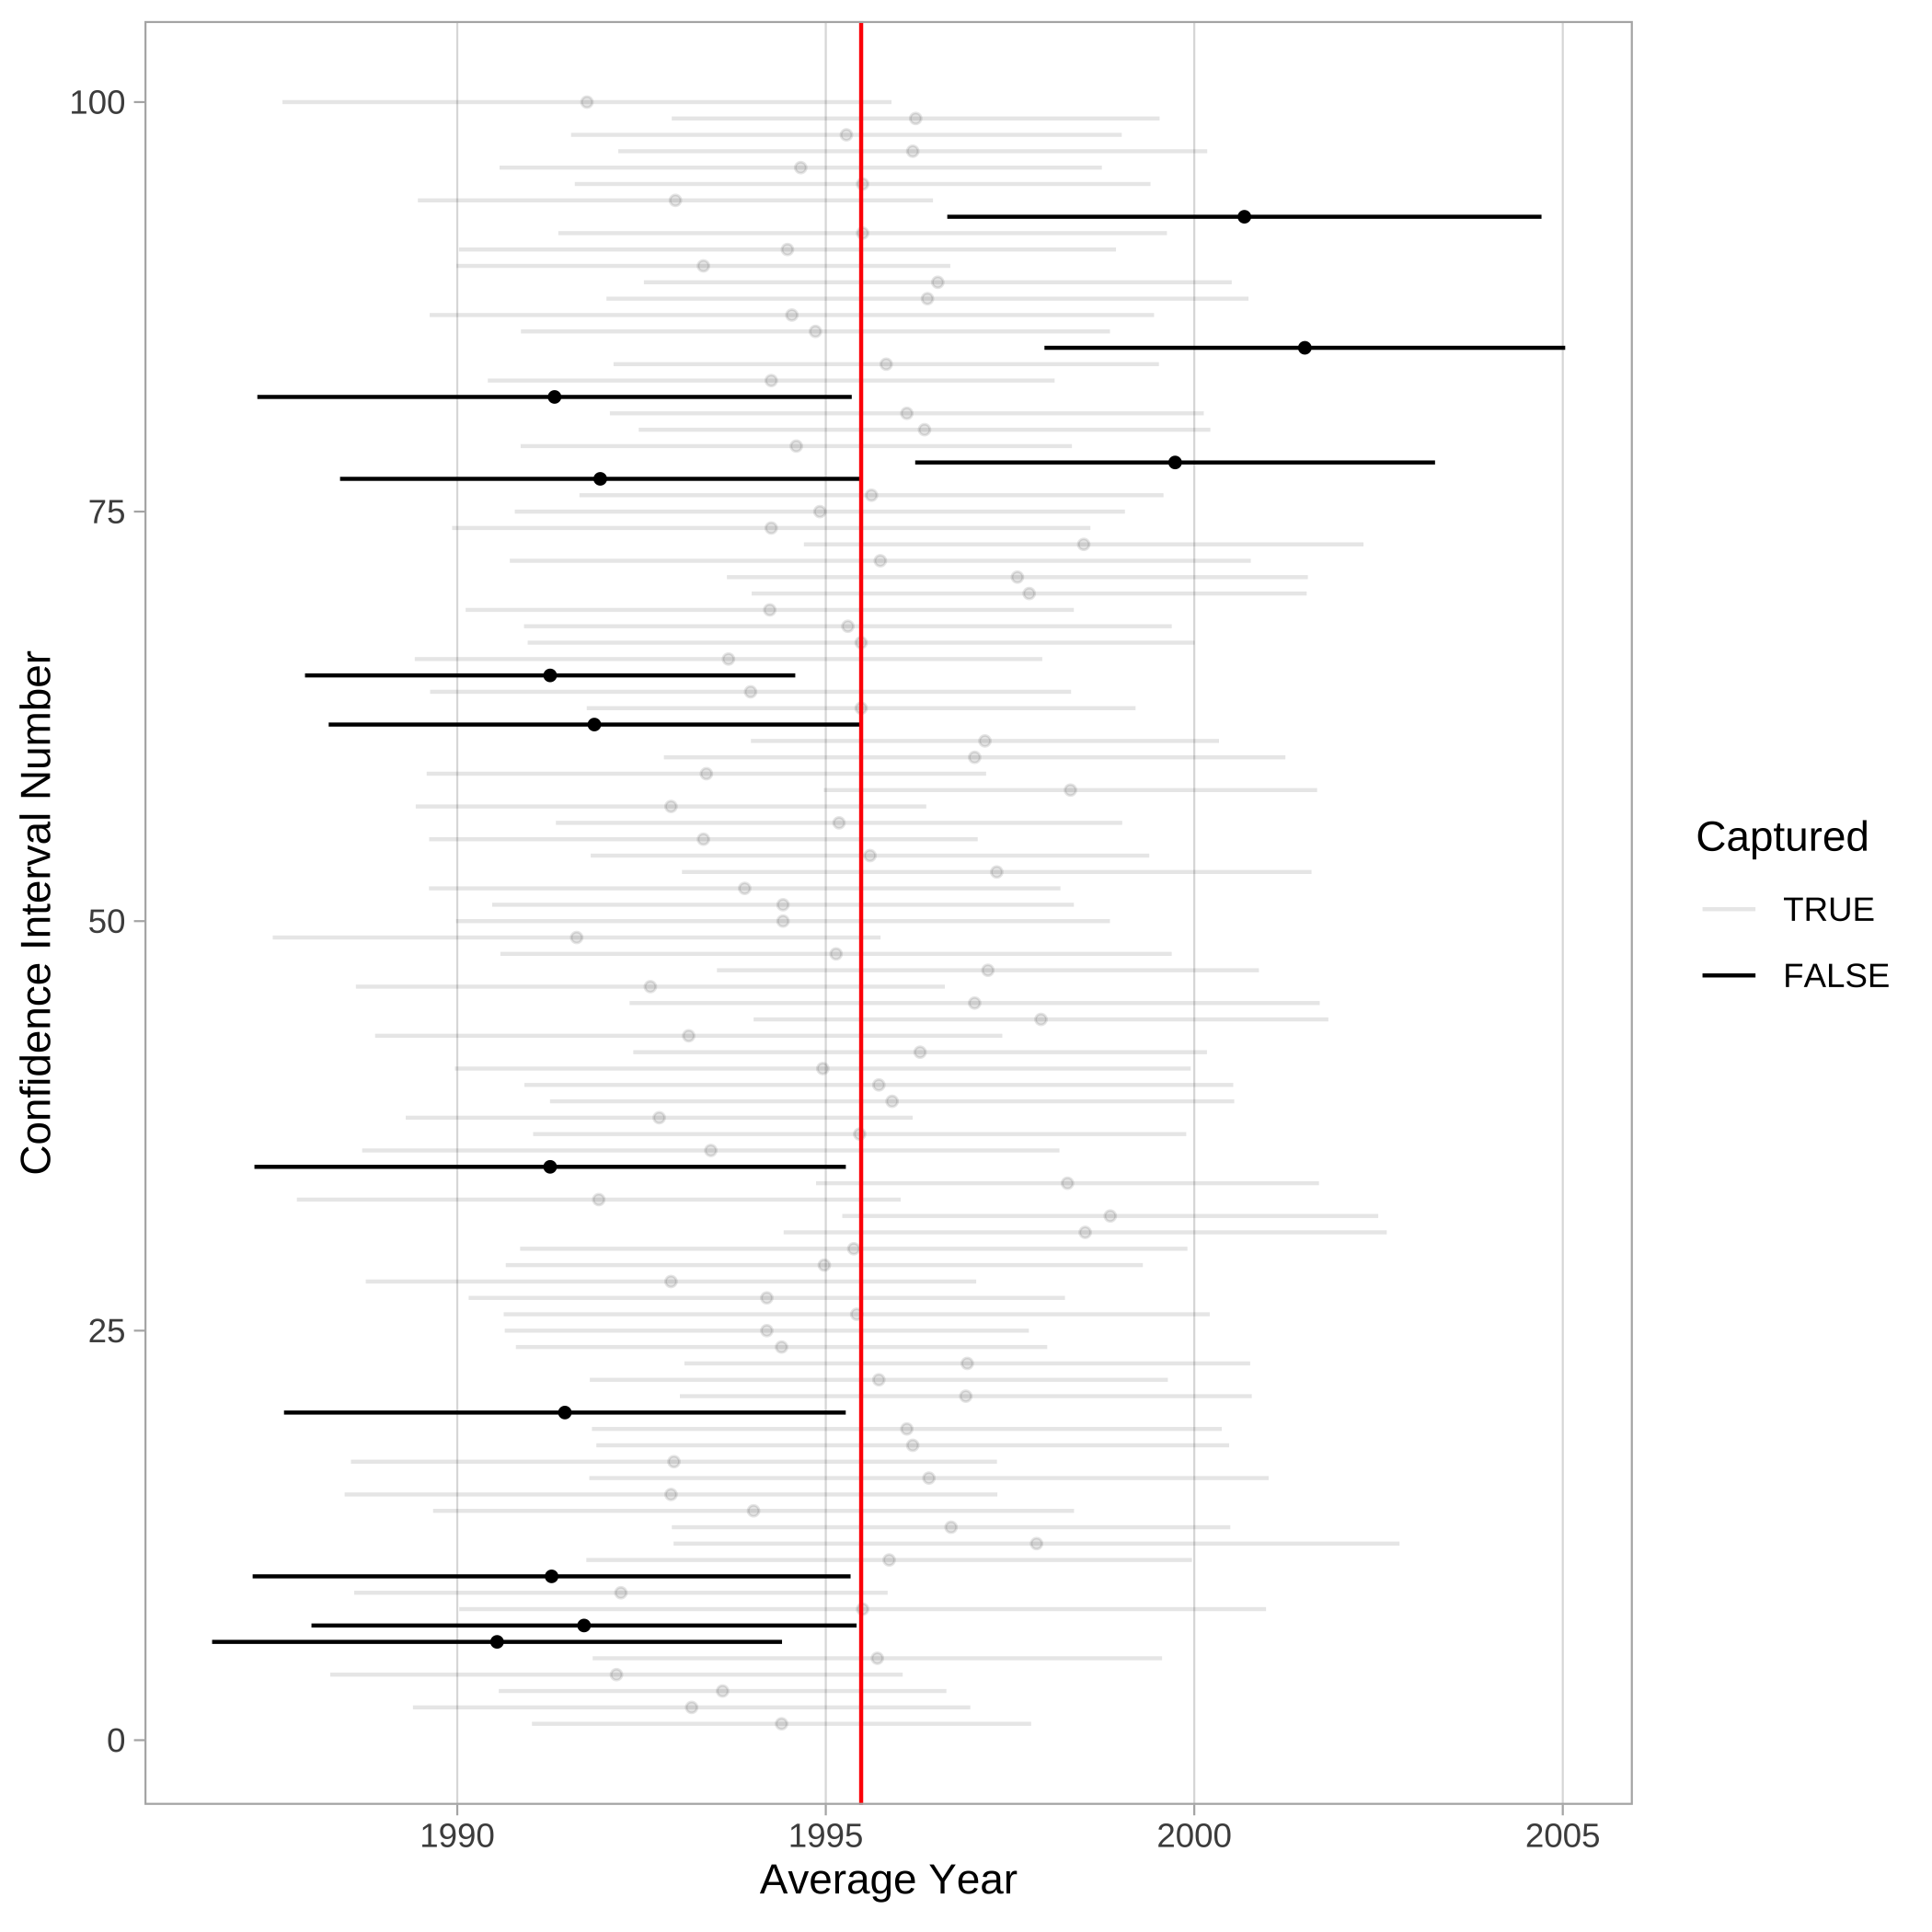 100
75
50
25
0
Confidence Interval Number
1990
1995
2000
2005
Average Year
Captured
TRUE
FALSE